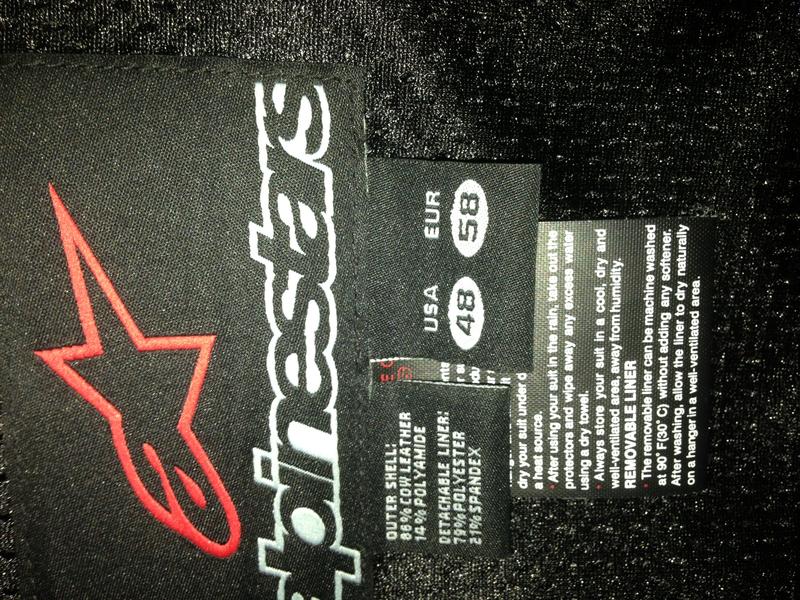 alpinestars
USA EUR
48 58
OUTER SHELL:
86% COW LEATHER
14% POLYAMIDE
DETACHABLE LINER:
79% POLYESTER
21% SPANDEX
dry your suit under d
a heat source.
• After using your suit in the rain, take out the
protectors and wipe away any excess water
using a dry towel.
• Always store your suit in a cool, dry and
well-ventilated area, away from humidity.
REMOVABLE LINER
• The removable liner can be machine washed
at 90°F(30°C) without adding any softener.
After washing, allow the liner to dry naturally
on a hanger in a well-ventilated area.